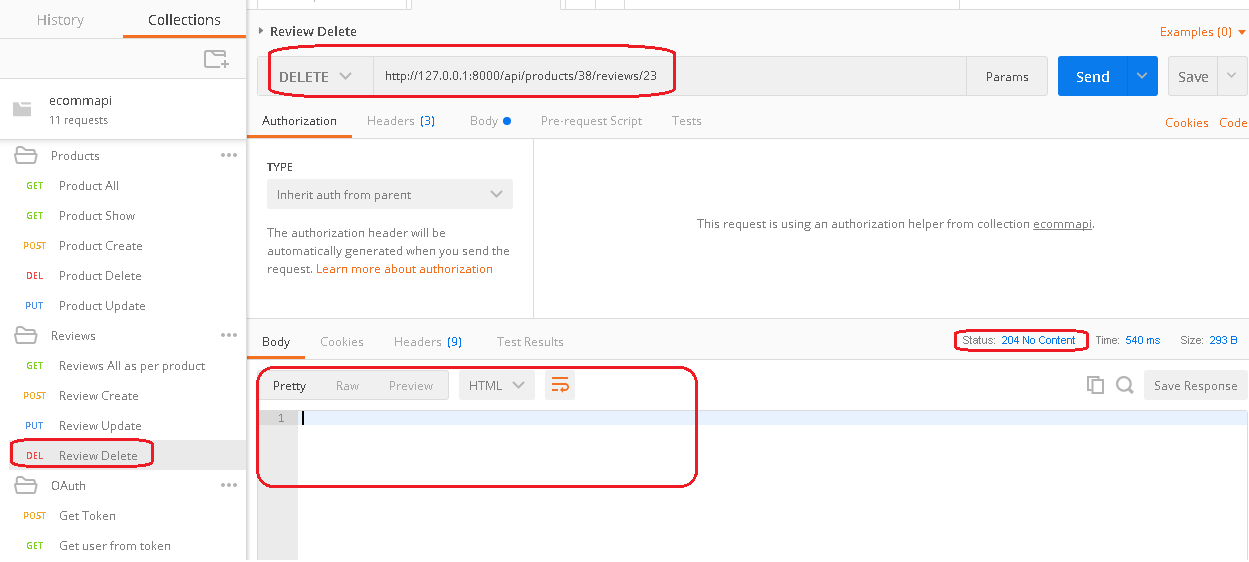 History Collections
ecommapi
11 requests
Products
GET Product All
GET Product Show
POST Product Create
DEL Product Delete
PUT Product Update
Reviews
GET Reviews All as per product
POST Review Create
PUT Review Update
DEL Review Delete
OAuth
POST Get Token
GET Get user from token
Review Delete Examples (0)
DELETE http://127.0.0.1:8000/api/products/38/reviews/23 Params Send Save
Authorization Headers (3) Body Pre-request Script Tests Cookies Code
TYPE
Inherit auth from parent
The authorization header will be
automatically generated when you send the
request. Learn more about authorization
This request is using an authorization helper from collection ecommapi.
Body Cookies Headers (9) Test Results Status: 204 No Content Time: 540 ms Size: 293 B
Pretty Raw Preview HTML Save Response
1